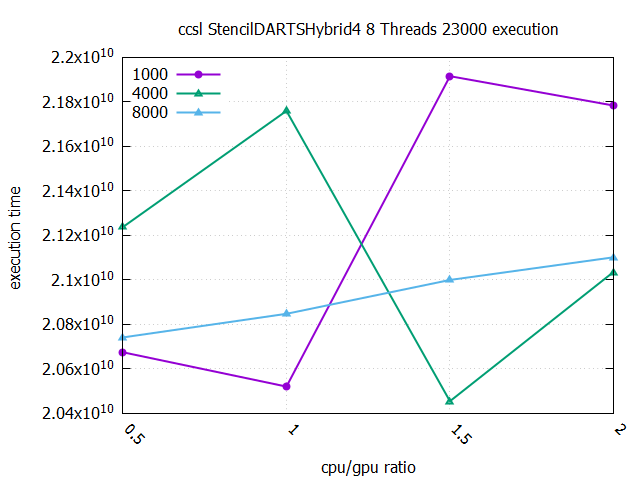 ccsl StencilDARTSHybrid4 8 Threads 23000 execution
2.2x10^10
2.18x10^10
2.16x10^10
2.14x10^10
2.12x10^10
2.1x10^10
2.08x10^10
2.06x10^10
2.04x10^10
execution time
1000
4000
8000
0.5
1
1.5
2
cpu/gpu ratio